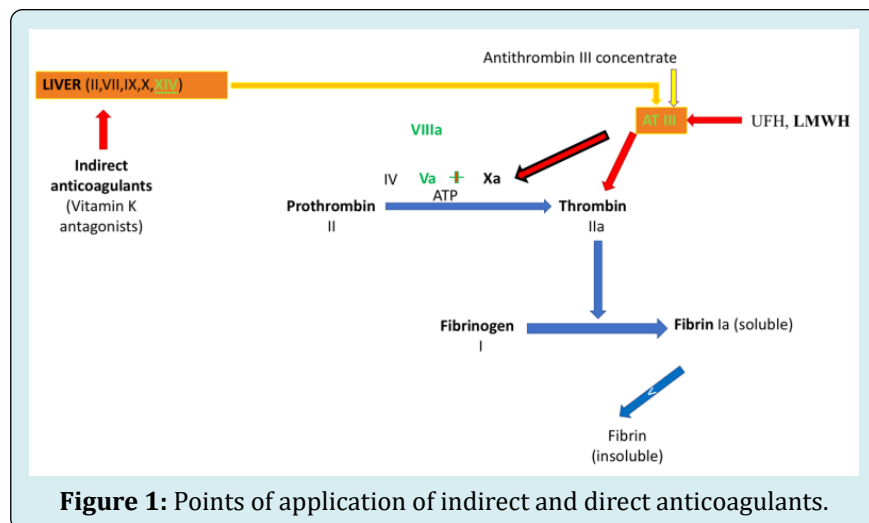 Antithrombin III concentrate
LIVER (II,VII,IX,X,XIV)
AT III
UFH, LMWH
VIIIa
Indirect
anticoagulants
(Vitamin K
antagonists)
IV Va + Xa
ATP
Prothrombin
II
Thrombin
IIa
Fibrinogen
I
Fibrin Ia (soluble)
Fibrin
(insoluble)
Figure 1: Points of application of indirect and direct anticoagulants.